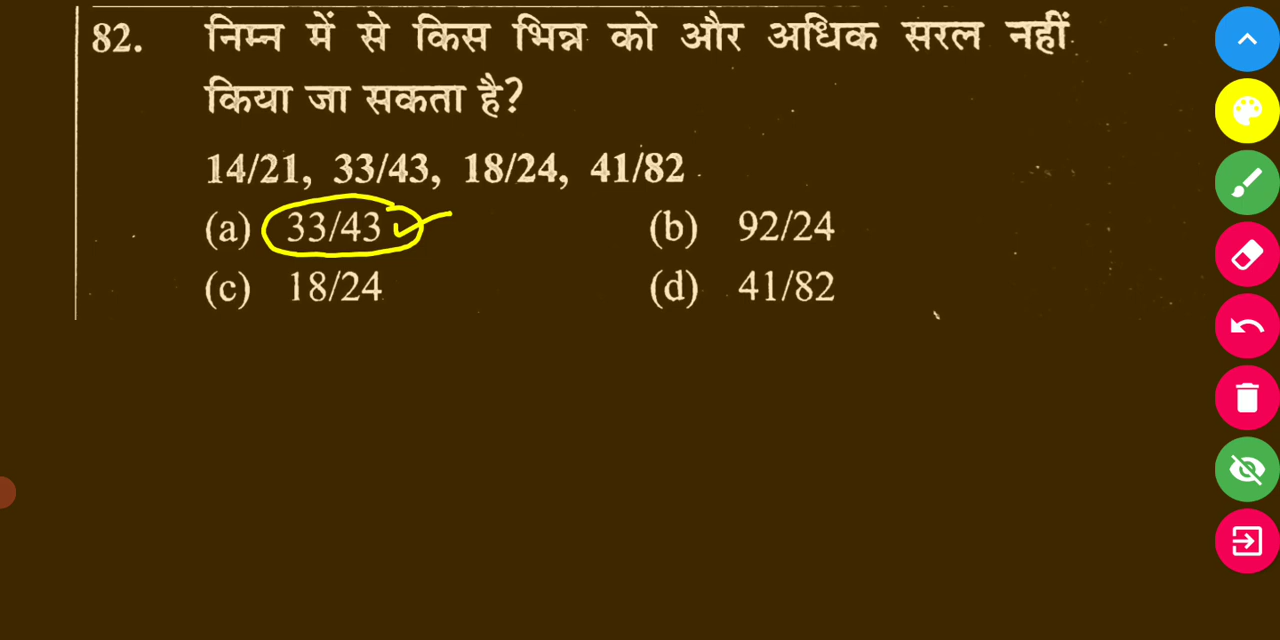 82. निम्न में से किस भिन्न को और अधिक सरल नहीं
किया जा सकता है?
14/21, 33/43, 18/24, 41/82
(a) 33/43 (b) 92/24
(c) 18/24 (d) 41/82